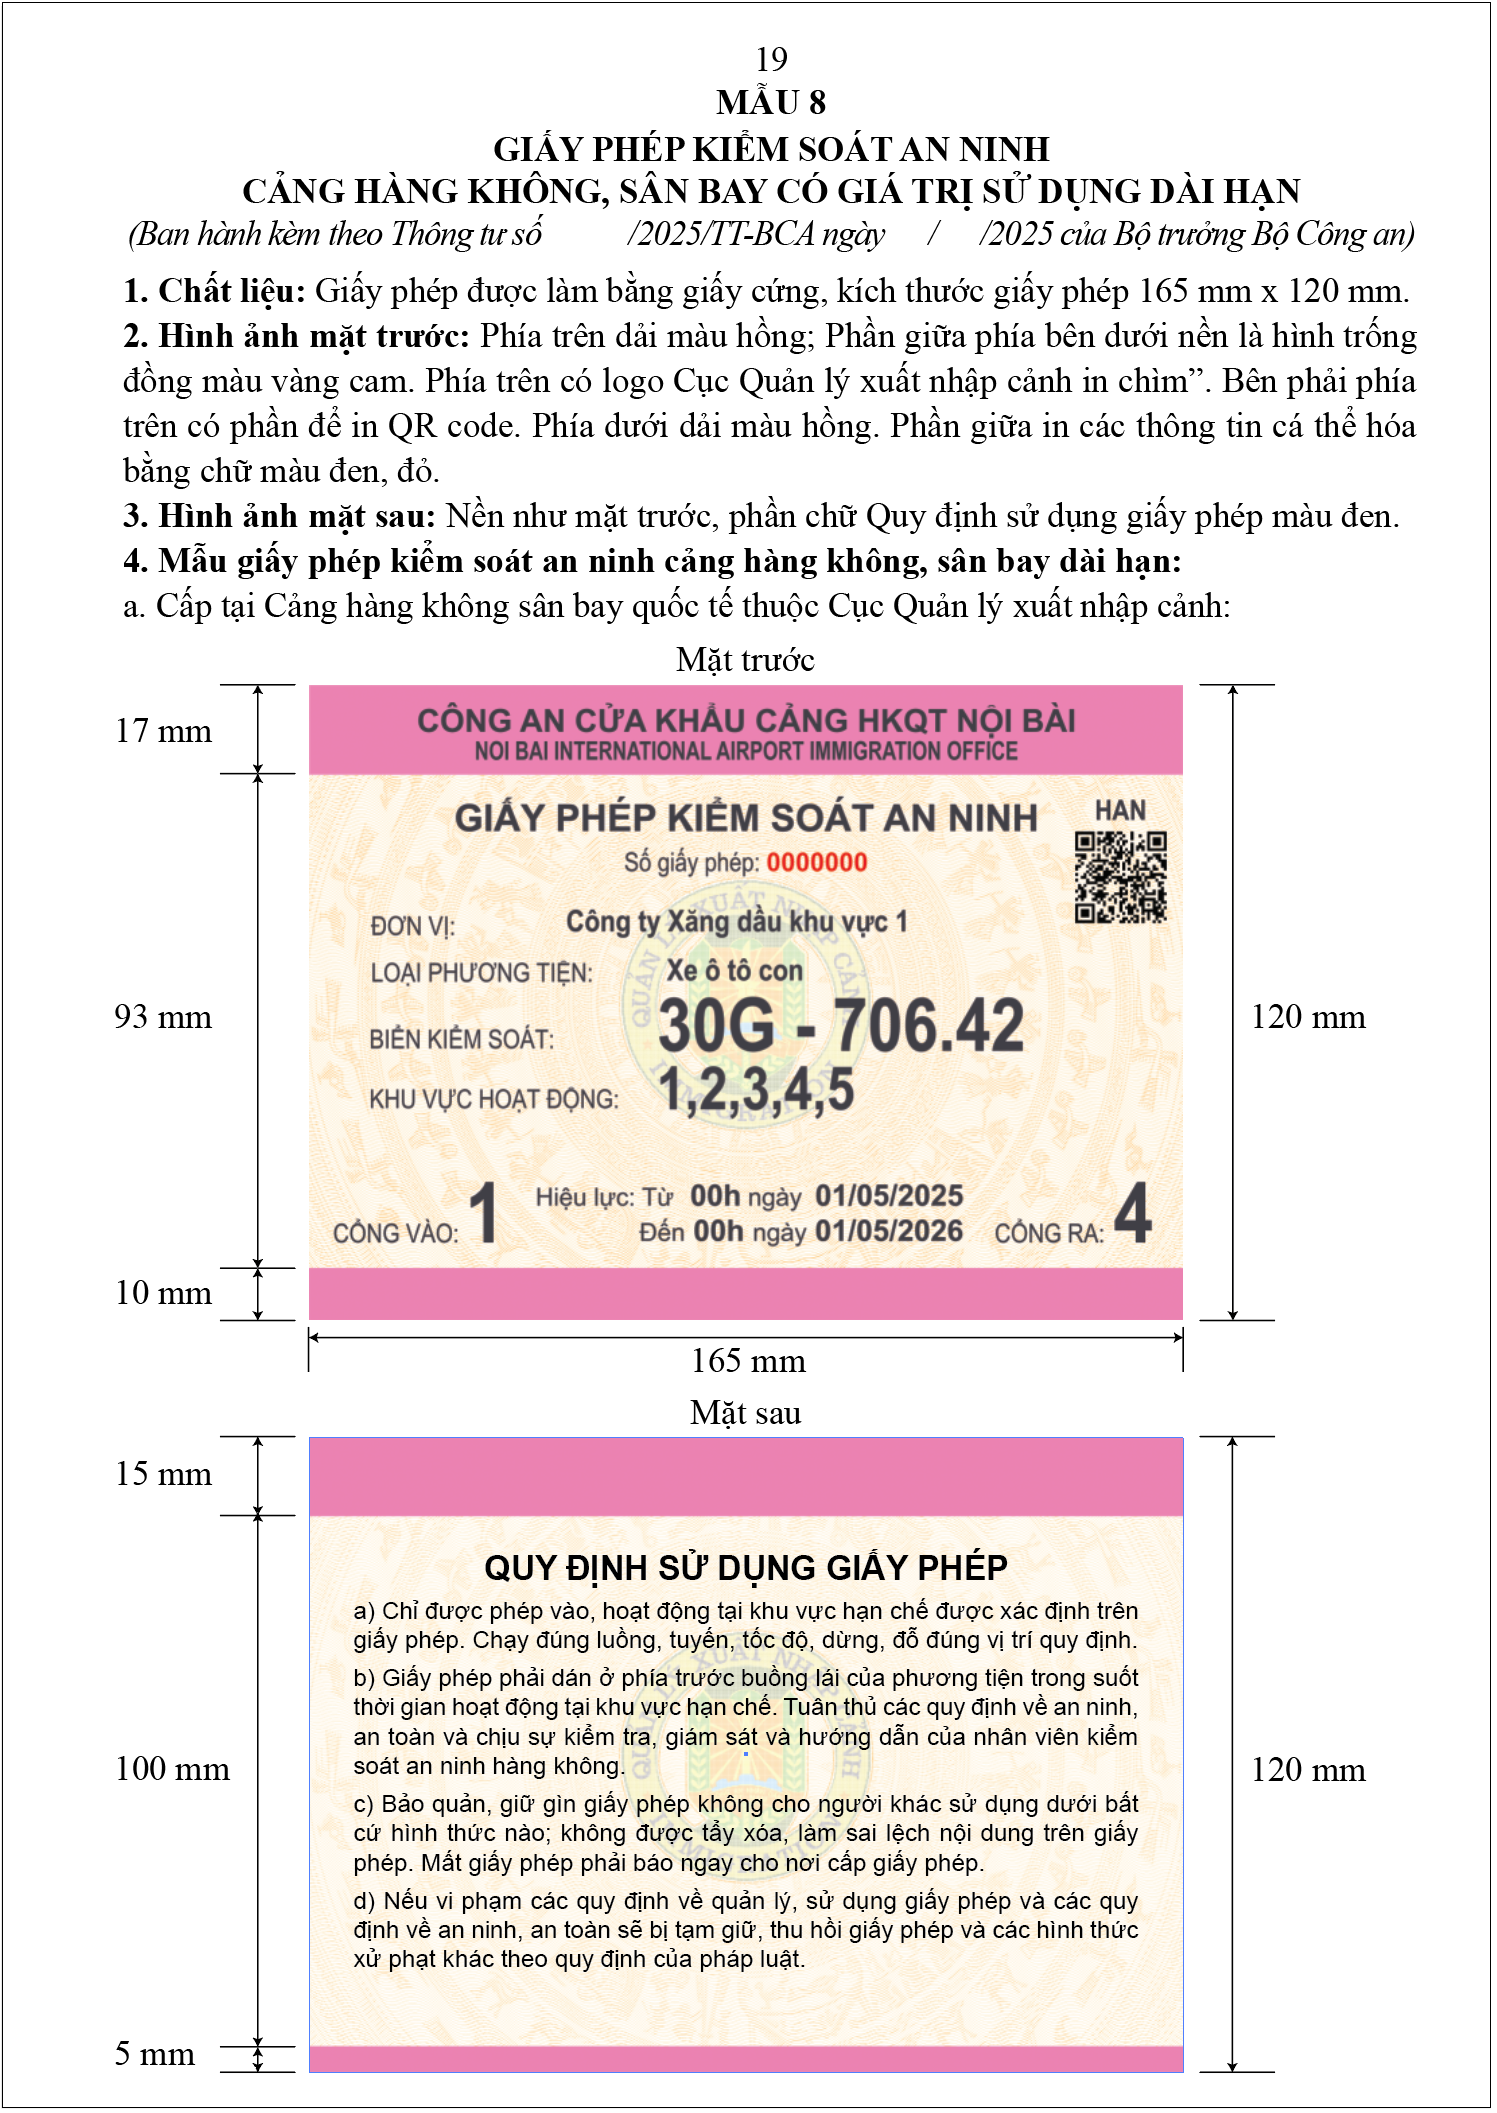 19
MẪU 8
GIẤY PHÉP KIỂM SOÁT AN NINH
CẢNG HÀNG KHÔNG, SÂN BAY CÓ GIÁ TRỊ SỬ DỤNG DÀI HẠN
(Ban hành kèm theo Thông tư số /2025/TT-BCA ngày / /2025 của Bộ trưởng Bộ Công an)
1. Chất liệu: Giấy phép được làm bằng giấy cứng, kích thước giấy phép 165 mm x 120 mm.
2. Hình ảnh mặt trước: Phía trên dải màu hồng; Phần giữa phía bên dưới nền là hình trống
đồng màu vàng cam. Phía trên có logo Cục Quản lý xuất nhập cảnh in chìm”. Bên phải phía
trên có phần để in QR code. Phía dưới dải màu hồng. Phần giữa in các thông tin cá thể hóa
bằng chữ màu đen, đỏ.
3. Hình ảnh mặt sau: Nền như mặt trước, phần chữ Quy định sử dụng giấy phép màu đen.
4. Mẫu giấy phép kiểm soát an ninh cảng hàng không, sân bay dài hạn:
a. Cấp tại Cảng hàng không sân bay quốc tế thuộc Cục Quản lý xuất nhập cảnh:
Mặt trước
17 mm
CÔNG AN CỬA KHẨU CẢNG HKQT NỘI BÀI
NOI BAI INTERNATIONAL AIRPORT IMMIGRATION OFFICE
GIẤY PHÉP KIỂM SOÁT AN NINH
HAN
Số giấy phép: 0000000
QUẢN LÝ XUẤT NHẬP CẢNH
IMMIGRATION
ĐƠN VỊ: Công ty Xăng dầu khu vực 1
LOẠI PHƯƠNG TIỆN: Xe ô tô con
93 mm
BIỂN KIỂM SOÁT: 30G - 706.42
120 mm
KHU VỰC HOẠT ĐỘNG: 1,2,3,4,5
Hiệu lực: Từ 00h ngày 01/05/2025
CỔNG VÀO: 1 Đến 00h ngày 01/05/2026 CỔNG RA: 4
10 mm
165 mm
Mặt sau
15 mm
QUY ĐỊNH SỬ DỤNG GIẤY PHÉP
a) Chỉ được phép vào, hoạt động tại khu vực hạn chế được xác định trên
giấy phép. Chạy đúng luồng, tuyến, tốc độ, dừng, đỗ đúng vị trí quy định.
b) Giấy phép phải dán ở phía trước buồng lái của phương tiện trong suốt
thời gian hoạt động tại khu vực hạn chế. Tuân thủ các quy định về an ninh,
an toàn và chịu sự kiểm tra, giám sát và hướng dẫn của nhân viên kiểm
soát an ninh hàng không.
100 mm
120 mm
c) Bảo quản, giữ gìn giấy phép không cho người khác sử dụng dưới bất
cứ hình thức nào; không được tẩy xóa, làm sai lệch nội dung trên giấy
phép. Mất giấy phép phải báo ngay cho nơi cấp giấy phép.
d) Nếu vi phạm các quy định về quản lý, sử dụng giấy phép và các quy
định về an ninh, an toàn sẽ bị tạm giữ, thu hồi giấy phép và các hình thức
xử phạt khác theo quy định của pháp luật.
QUẢN LÝ XUẤT NHẬP CẢNH
IMMIGRATION
5 mm